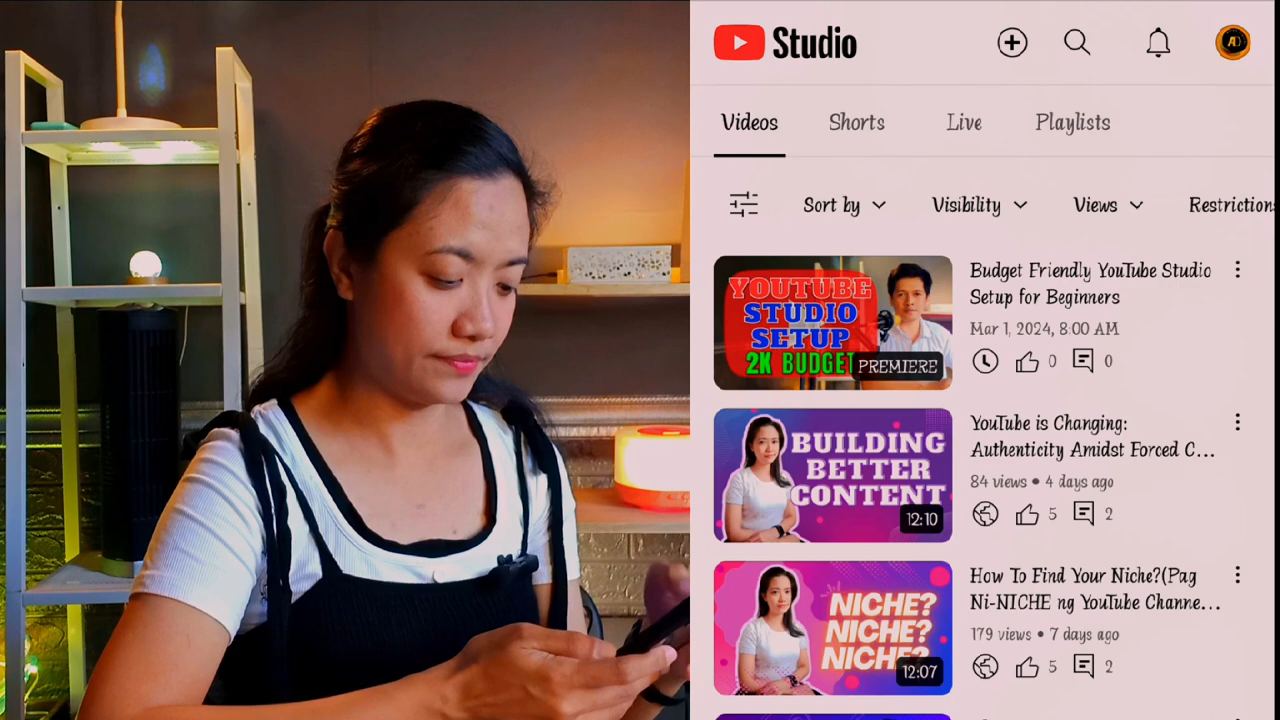 Studio
AD
Videos Shorts Live Playlists
Sort by Visibility Views Restriction
YOUTUBE
STUDIO
SETUP
2K BUDGET
PREMIERE
Budget Friendly YouTube Studio
Setup for Beginners
Mar 1, 2024, 8:00 AM
0 0
BUILDING
BETTER
CONTENT
12:10
YouTube is Changing:
Authenticity Amidst Forced C...
84 views • 4 days ago
5 2
NICHE?
NICHE?
NICHE?
12:07
How To Find Your Niche?(Pag
Ni-NICHE ng YouTube Channe...
179 views • 7 days ago
5 2